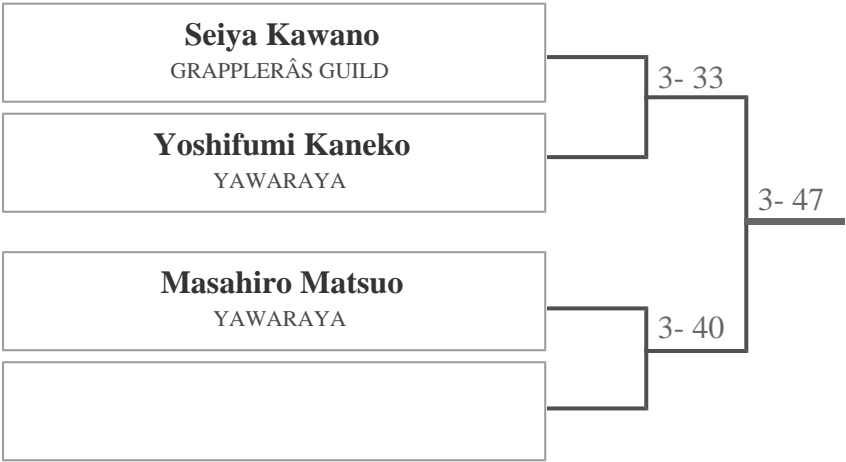 Seiya Kawano
GRAPPLERÂS GUILD
3- 33
Yoshifumi Kaneko
YAWARAYA
3- 47
Masahiro Matsuo
YAWARAYA
3- 40